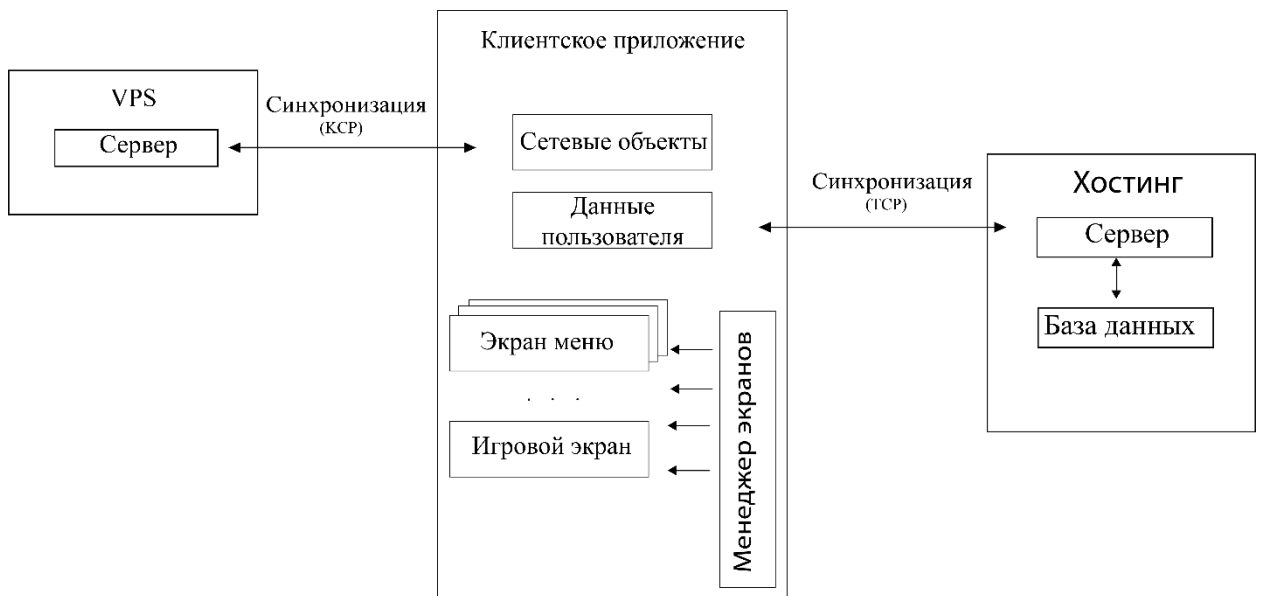 Клиентское приложение
VPS
Сервер
Синхронизация
(KCP)
Сетевые объекты
Данные
пользователя
Синхронизация
(TCP)
Хостинг
Сервер
База данных
Экран меню
. . .
Игровой экран
Менеджер экранов